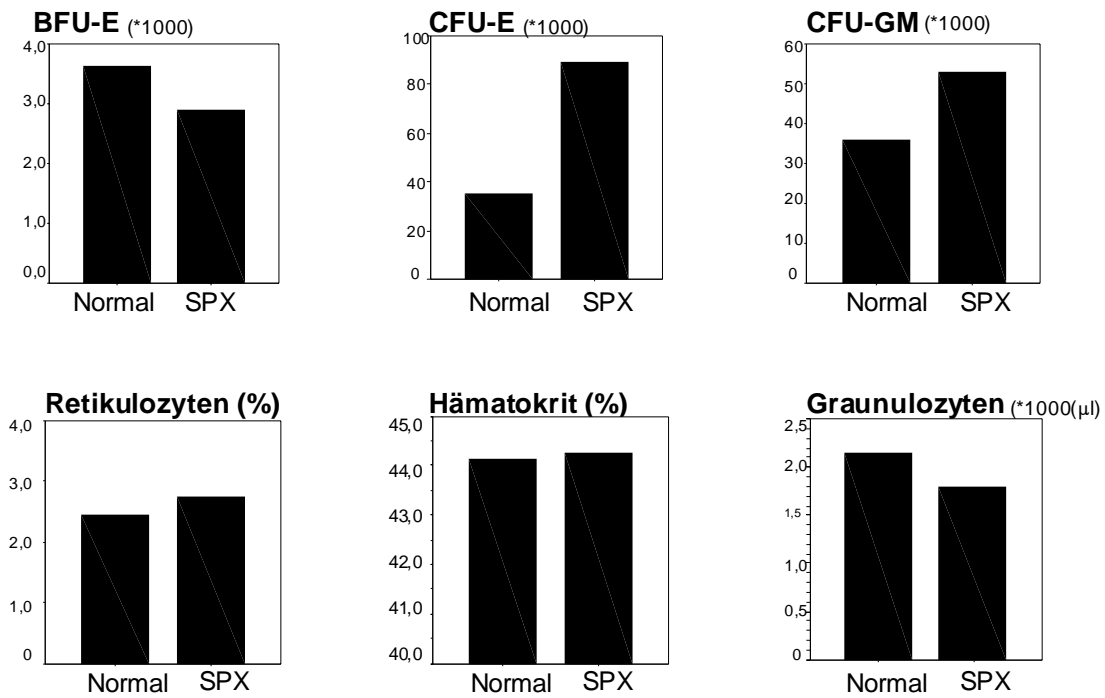 BFU-E (*1000)
4,0
3,0
2,0
1,0
0,0
Normal SPX
CFU-E (*1000)
100
80
60
40
20
0
Normal SPX
CFU-GM (*1000)
60
50
40
30
20
10
0
Normal SPX
Retikulozyten (%)
4,0
3,0
2,0
1,0
0
Normal SPX
Hämatokrit (%)
45,0
44,0
43,0
42,0
41,0
40,0
Normal SPX
Graunulozyten (*1000(µl)
2,5
2,0
1,5
1,0
0,5
0
Normal SPX